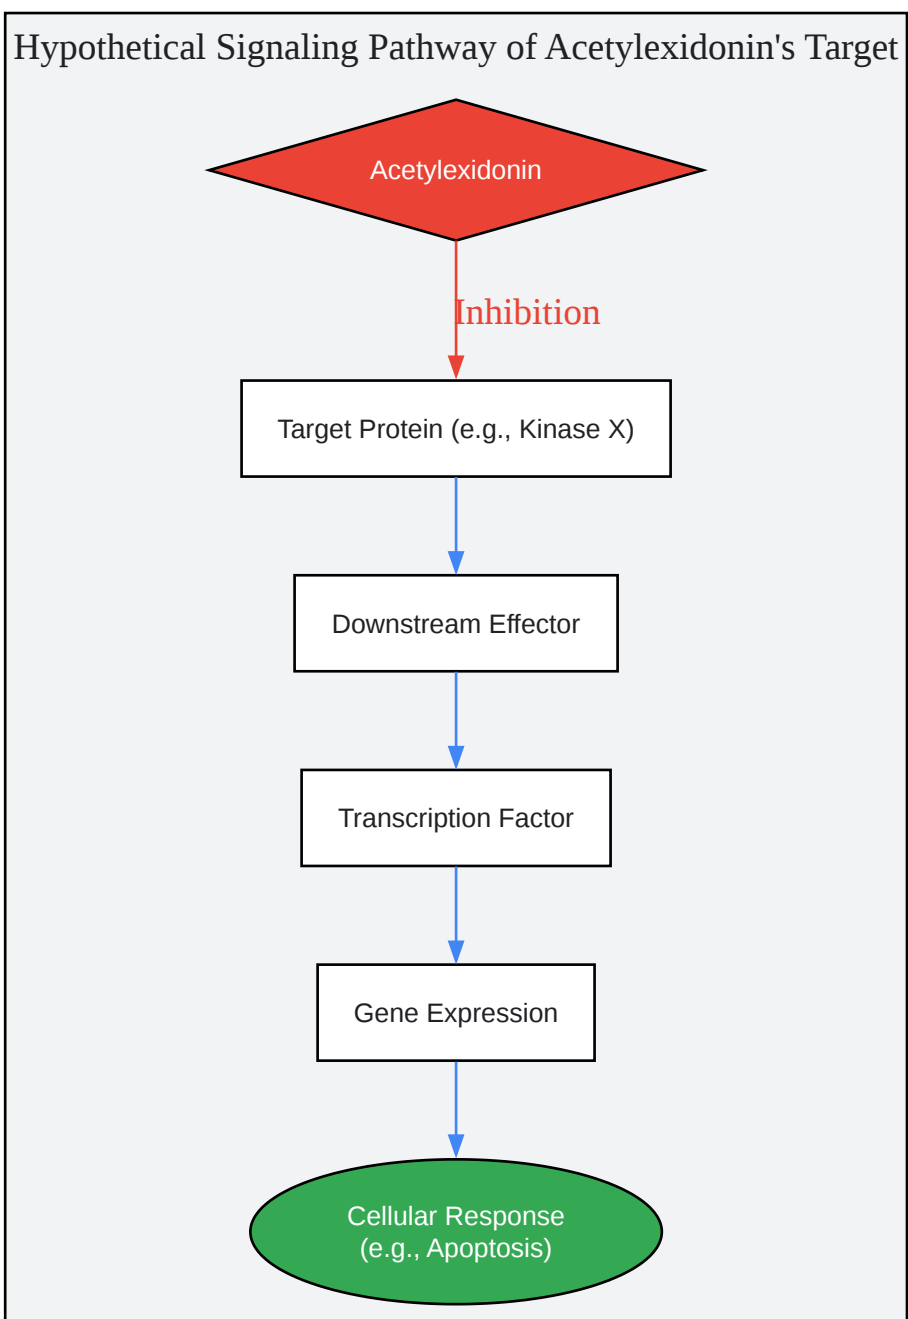 Hypothetical Signaling Pathway of Acetylexidonin's Target
Acetylexidonin
Inhibition
Target Protein (e.g., Kinase X)
Downstream Effector
Transcription Factor
Gene Expression
Cellular Response
(e.g., Apoptosis)